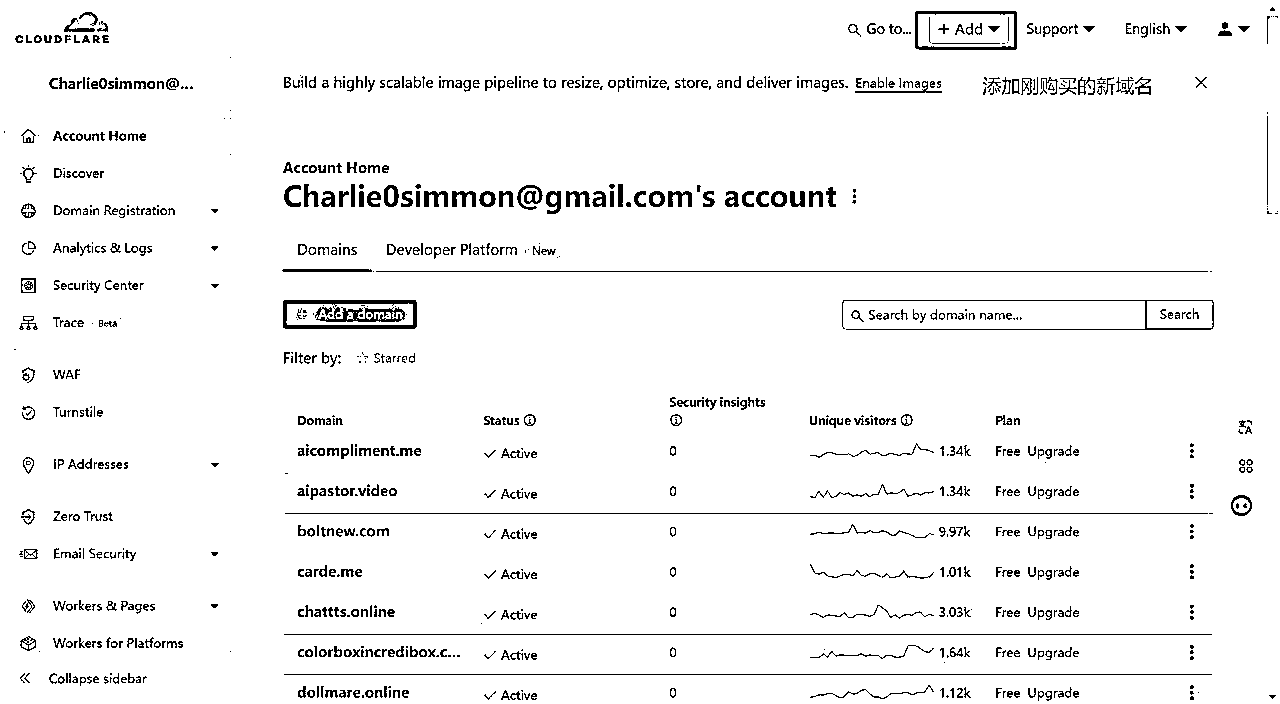 CLOUDFLARE
Go to...
+ Add
Support
English
Charlie0simmon@...
Build a highly scalable image pipeline to resize, optimize, store, and deliver images. Enable Images
添加刚购买的新域名
Account Home
Discover
Domain Registration
Analytics & Logs
Security Center
Trace Beta
WAF
Turnstile
IP Addresses
Zero Trust
Email Security
Workers & Pages
Workers for Platforms
Collapse sidebar
Account Home
Charlie0simmon@gmail.com's account
Domains Developer Platform New
Add a domain
Search by domain name... Search
Filter by: Starred
Domain Status Security insights Unique visitors Plan
aicompliment.me Active 0 1.34k Free Upgrade
aipastor.video Active 0 1.34k Free Upgrade
boltnew.com Active 0 9.97k Free Upgrade
carde.me Active 0 1.01k Free Upgrade
chattts.online Active 0 3.03k Free Upgrade
colorboxincredibox.c... Active 0 1.64k Free Upgrade
dollmare.online Active 0 1.12k Free Upgrade